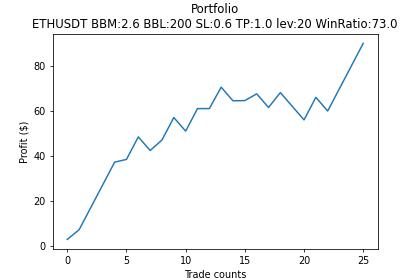 Portfolio
ETHUSDT BBM:2.6 BBL:200 SL:0.6 TP:1.0 lev:20 WinRatio:73.0
80
60
40
20
0
Profit ($)
0 5 10 15 20 25
Trade counts